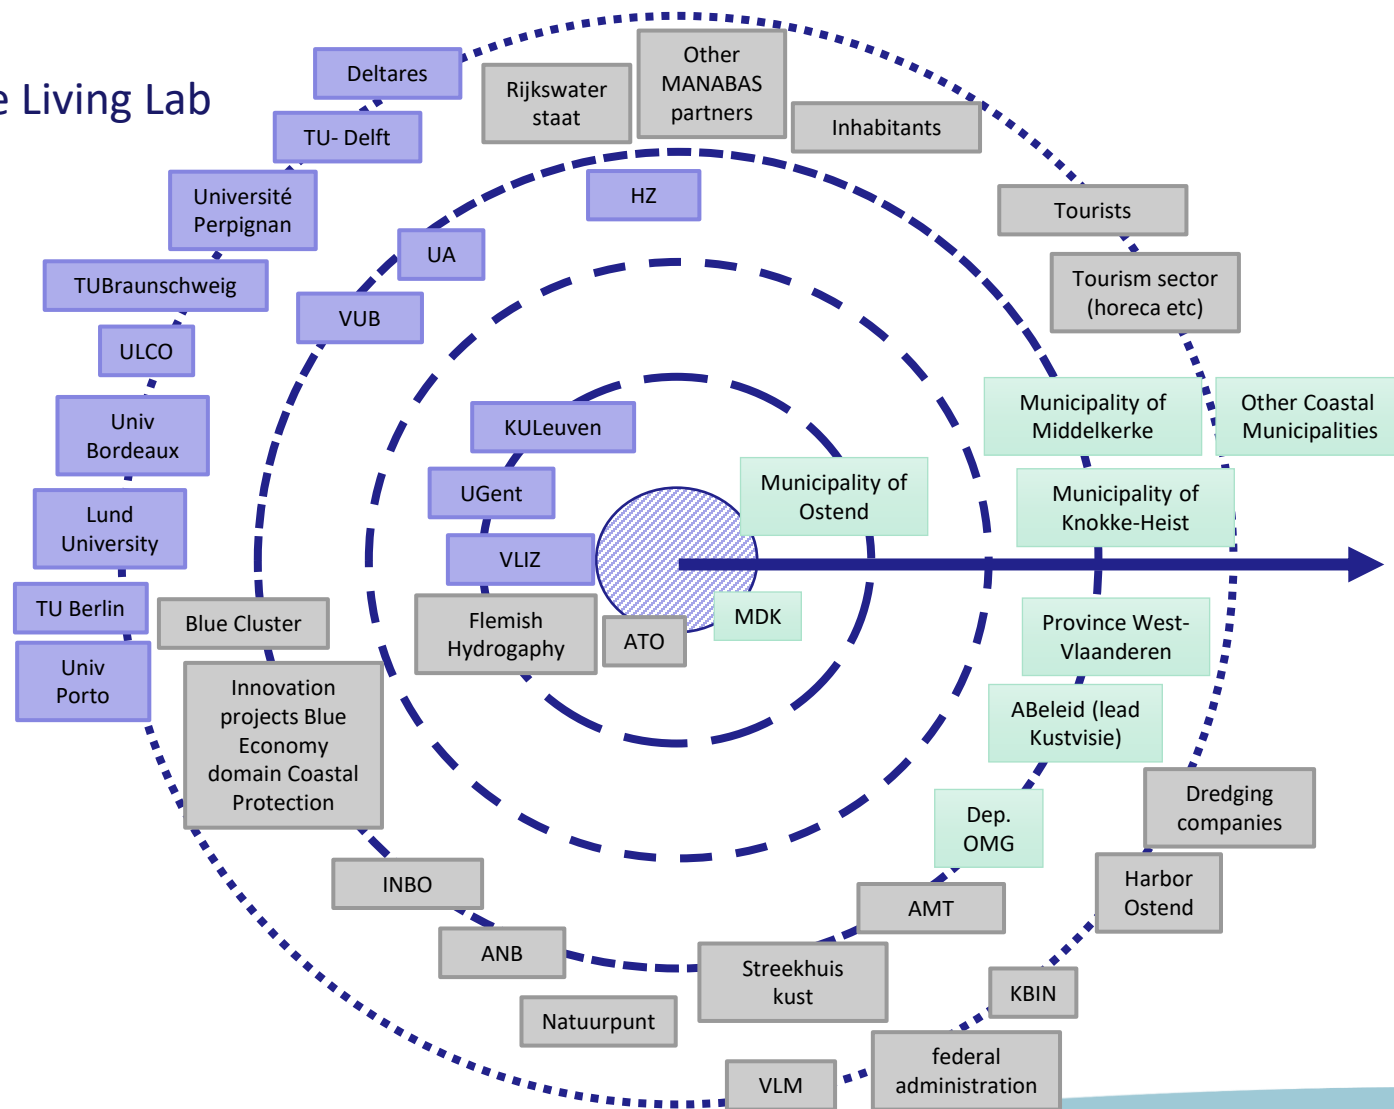 e Living Lab
Deltares
TU- Delft
Université
Perpignan
TUBraunschweig
ULCO
Univ
Bordeaux
Lund
University
TU Berlin
Univ
Porto
Rijkswater
staat
Other
MANABAS
partners
Inhabitants
HZ
UA
VUB
Tourists
Tourism sector
(horeca etc)
KULeuven
UGent
VLIZ
Flemish
Hydrogaphy
ATO
MDK
Municipality of
Ostend
Municipality of
Middelkerke
Other Coastal
Municipalities
Municipality of
Knokke-Heist
Province West-
Vlaanderen
ABeleid (lead
Kustvisie)
Dep.
OMG
Blue Cluster
Innovation
projects Blue
Economy
domain Coastal
Protection
INBO
ANB
Natuurpunt
Streekhuis
kust
AMT
Dredging
companies
Harbor
Ostend
KBIN
federal
administration
VLM